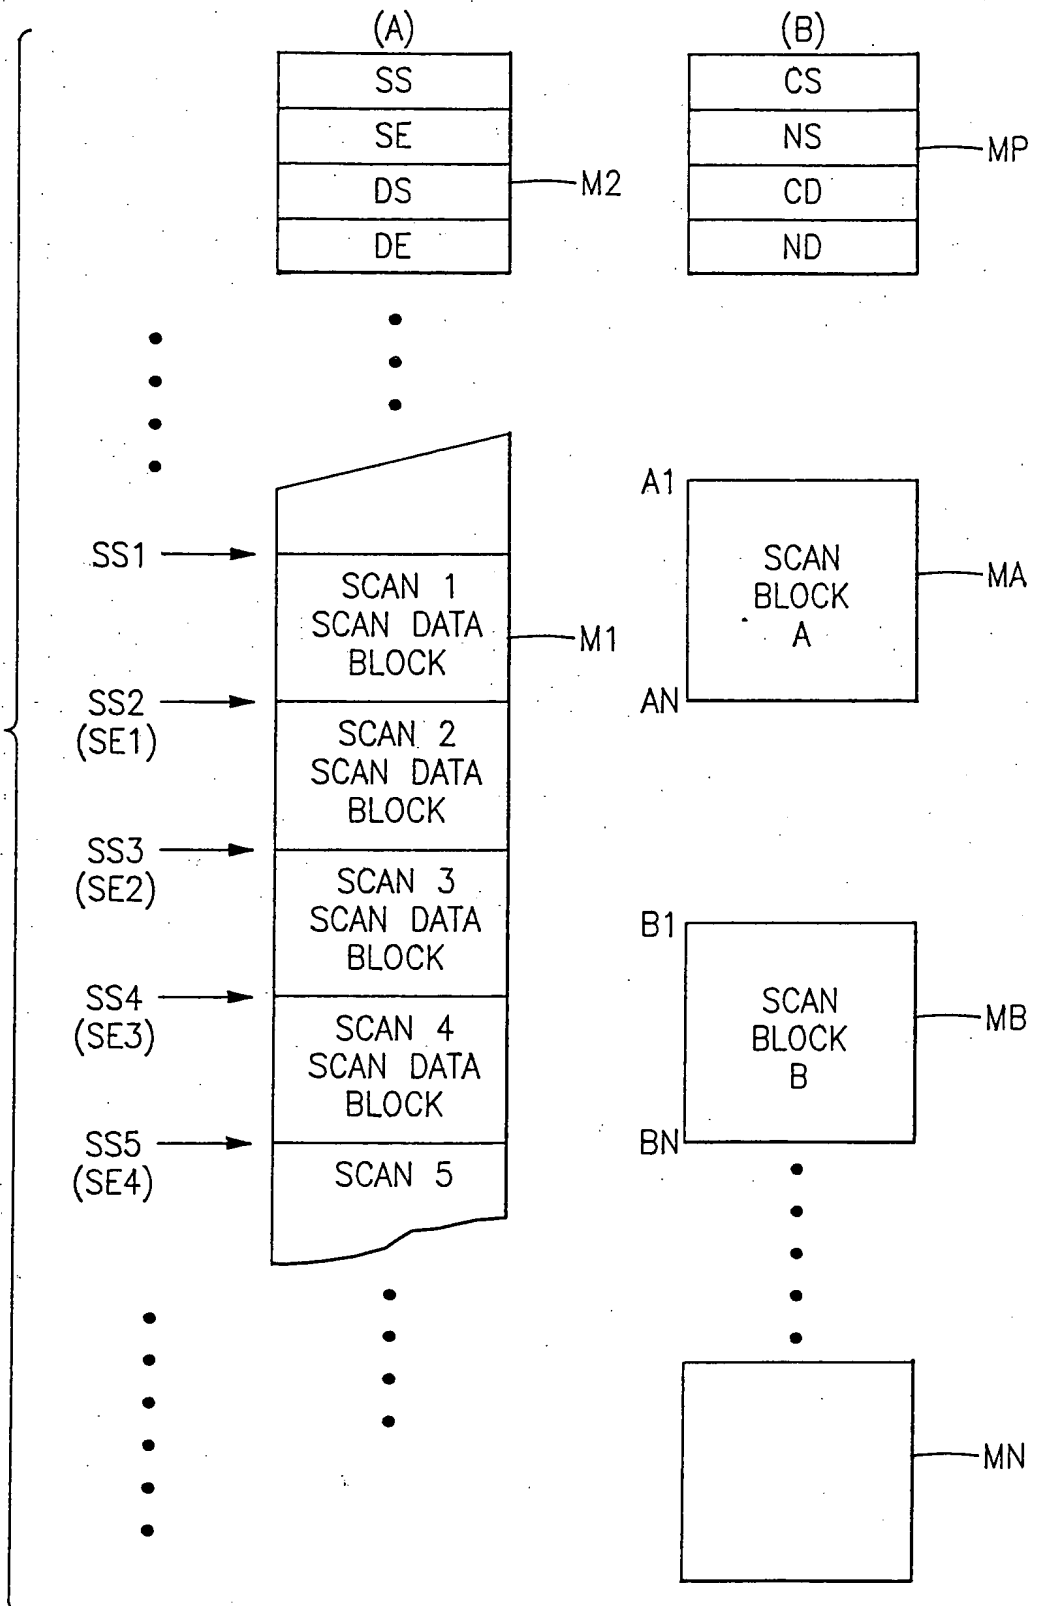 (A)
SS
SE
DS
DE
M2
(B)
CS
NS
CD
ND
MP
SS1
SCAN 1
SCAN DATA
BLOCK
M1
SS2
(SE1)
SCAN 2
SCAN DATA
BLOCK
SS3
(SE2)
SCAN 3
SCAN DATA
BLOCK
SS4
(SE3)
SCAN 4
SCAN DATA
BLOCK
SS5
(SE4)
SCAN 5
A1
SCAN
BLOCK
A
MA
AN
B1
SCAN
BLOCK
B
MB
BN
MN